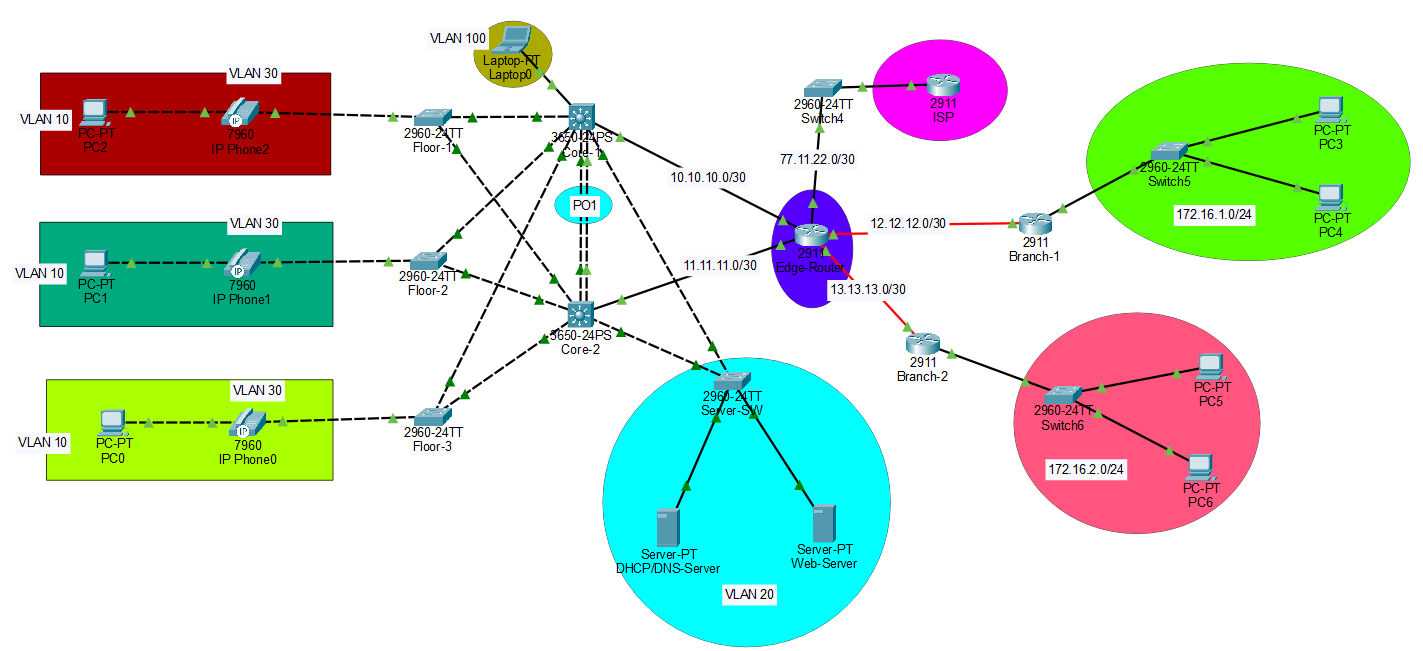 VLAN 100
Laptop-PT
Laptop0
VLAN 30
VLAN 10
PC-PT
PC2
IP
7960
IP Phone2
2960-24TT
Floor-1
3650-24PS
Core-1
2960-24TT
Switch4
2911
ISP
77.11.22.0/30
10.10.10.0/30
PC-PT
PC3
2960-24TT
Switch5
PC-PT
PC4
172.16.1.0/24
PO1
VLAN 30
VLAN 10
PC-PT
PC1
IP
7960
IP Phone1
2960-24TT
Floor-2
11.11.11.0/30
2911
Edge-Router
12.12.12.0/30
2911
Branch-1
13.13.13.0/30
3650-24PS
Core-2
2911
Branch-2
VLAN 30
VLAN 10
PC-PT
PC0
IP
7960
IP Phone0
2960-24TT
Floor-3
2960-24TT
Server-SW
PC-PT
PC5
2960-24TT
Switch6
172.16.2.0/24
PC-PT
PC6
Server-PT
DHCP/DNS-Server
Server-PT
Web-Server
VLAN 20